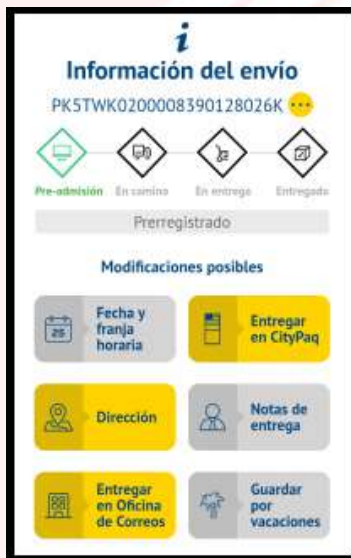 i
Información del envío
PK5TWK0200008390128026K
Pre-admisión En camino En entrega Entregado
Prerregistrado
Modificaciones posibles
Fecha y
franja
horaria
25
Entregar
en CityPaq
Dirección
Notas de
entrega
Entregar
en Oficina
de Correos
Guardar
por
vacaciones